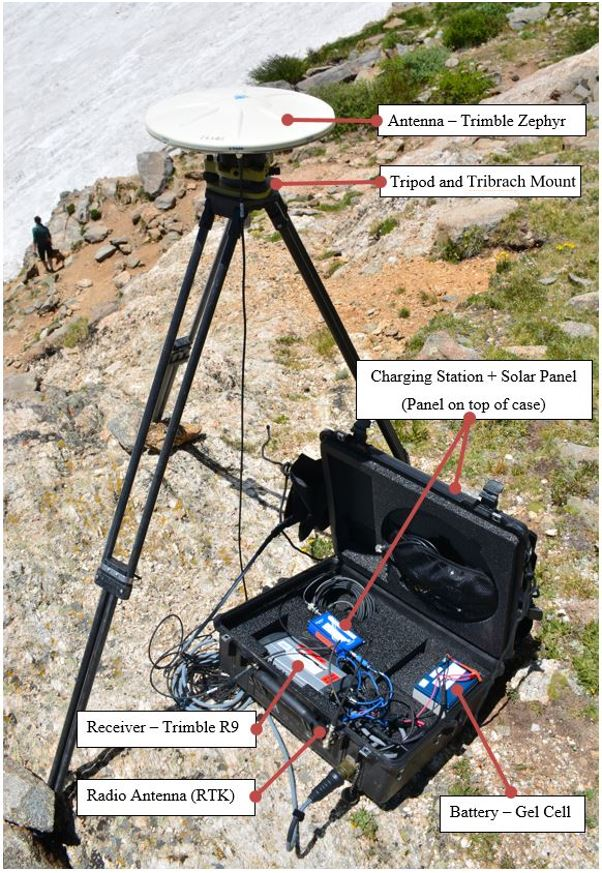 Antenna – Trimble Zephyr
Tripod and Tribrach Mount
Charging Station + Solar Panel
(Panel on top of case)
Receiver – Trimble R9
Radio Antenna (RTK)
Battery – Gel Cell